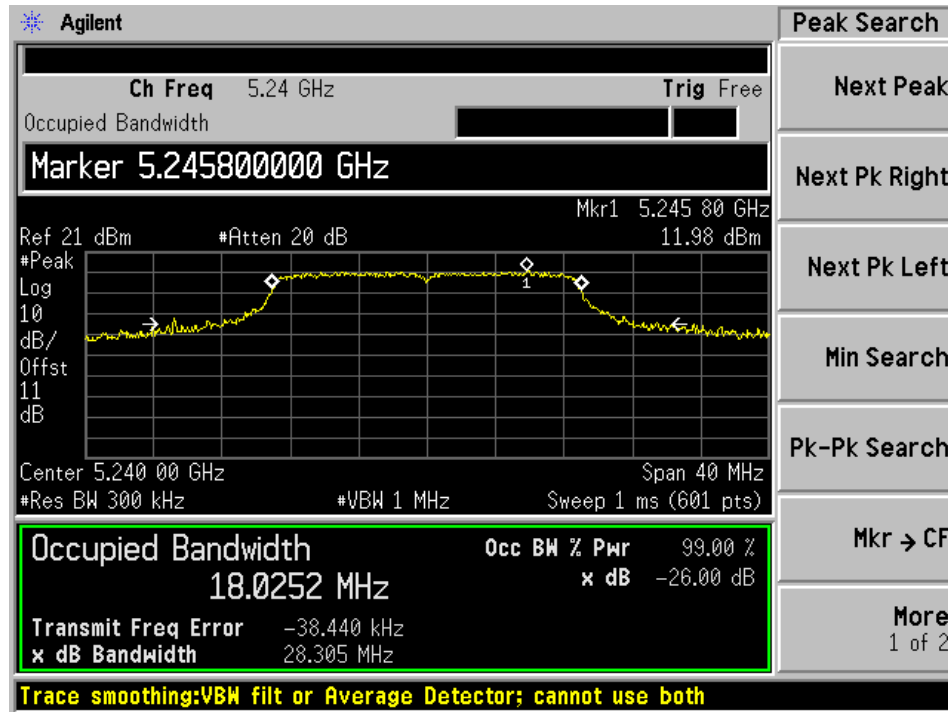 Agilent
Peak Search
Ch Freq 5.24 GHz Trig Free
Occupied Bandwidth
Marker 5.245800000 GHz
Mkr1 5.245 80 GHz
Ref 21 dBm #Atten 20 dB 11.98 dBm
#Peak
Log
10
dB/
Offst
11
dB
1
Center 5.240 00 GHz Span 40 MHz
#Res BW 300 kHz #VBW 1 MHz Sweep 1 ms (601 pts)
Occupied Bandwidth Occ BW % Pwr 99.00 %
18.0252 MHz x dB -26.00 dB
Transmit Freq Error -38.440 kHz
x dB Bandwidth 28.305 MHz
Trace smoothing:VBW filt or Average Detector; cannot use both
Next Peak
Next Pk Right
Next Pk Left
Min Search
Pk-Pk Search
Mkr → CF
More
1 of 2